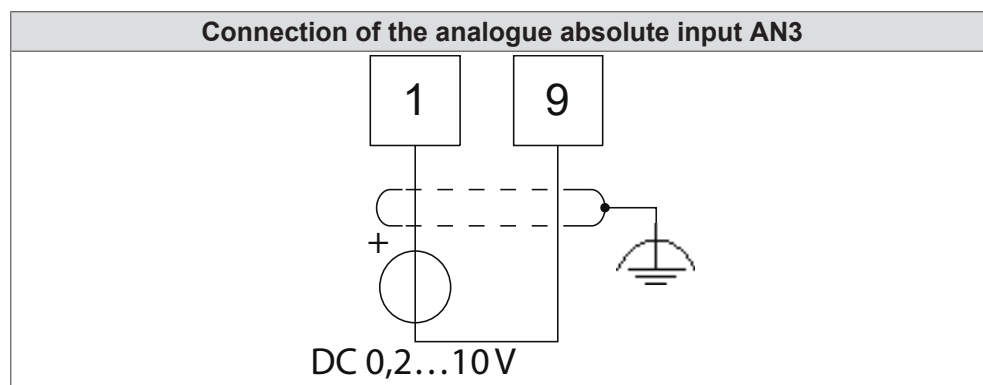 Connection of the analogue absolute input AN3
1 9
+
DC 0,2…10 V